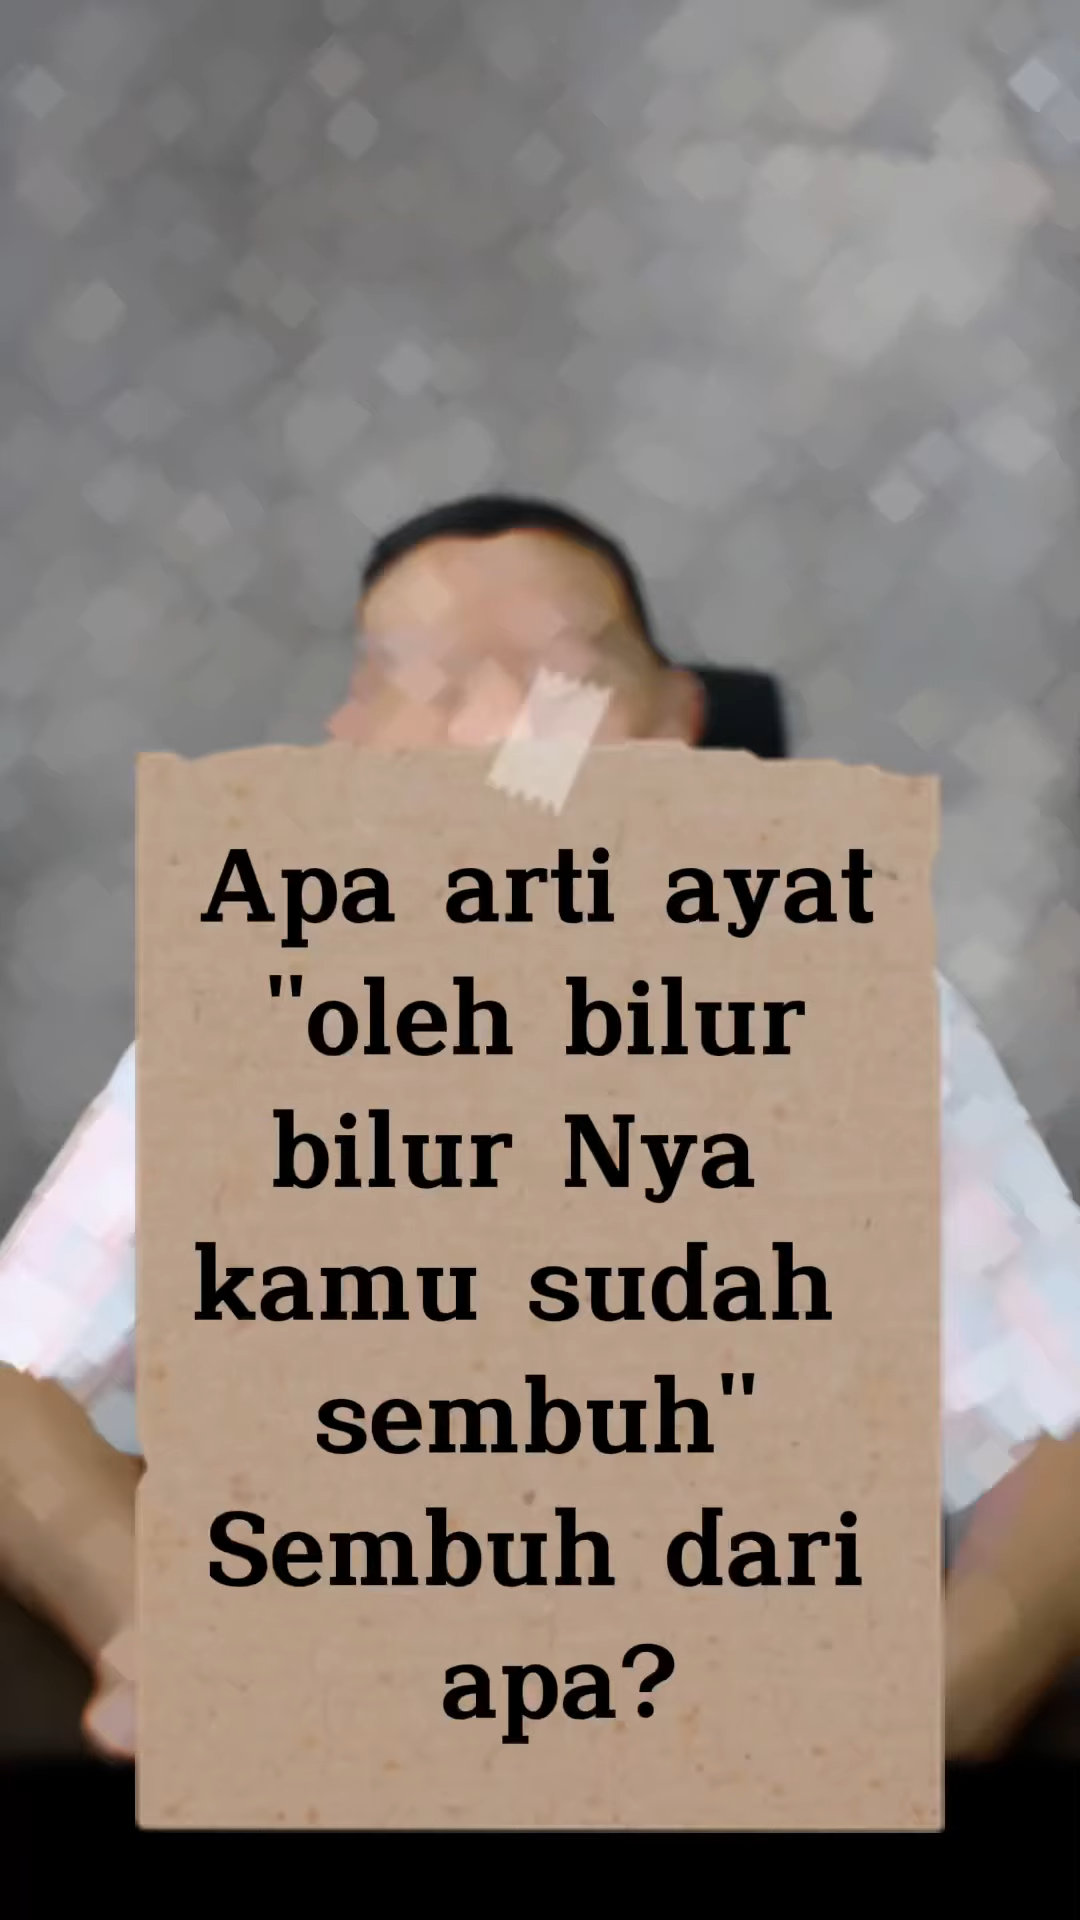 Apa arti ayat
"oleh bilur
bilur Nya
kamu sudah
sembuh"
Sembuh dari
apa?